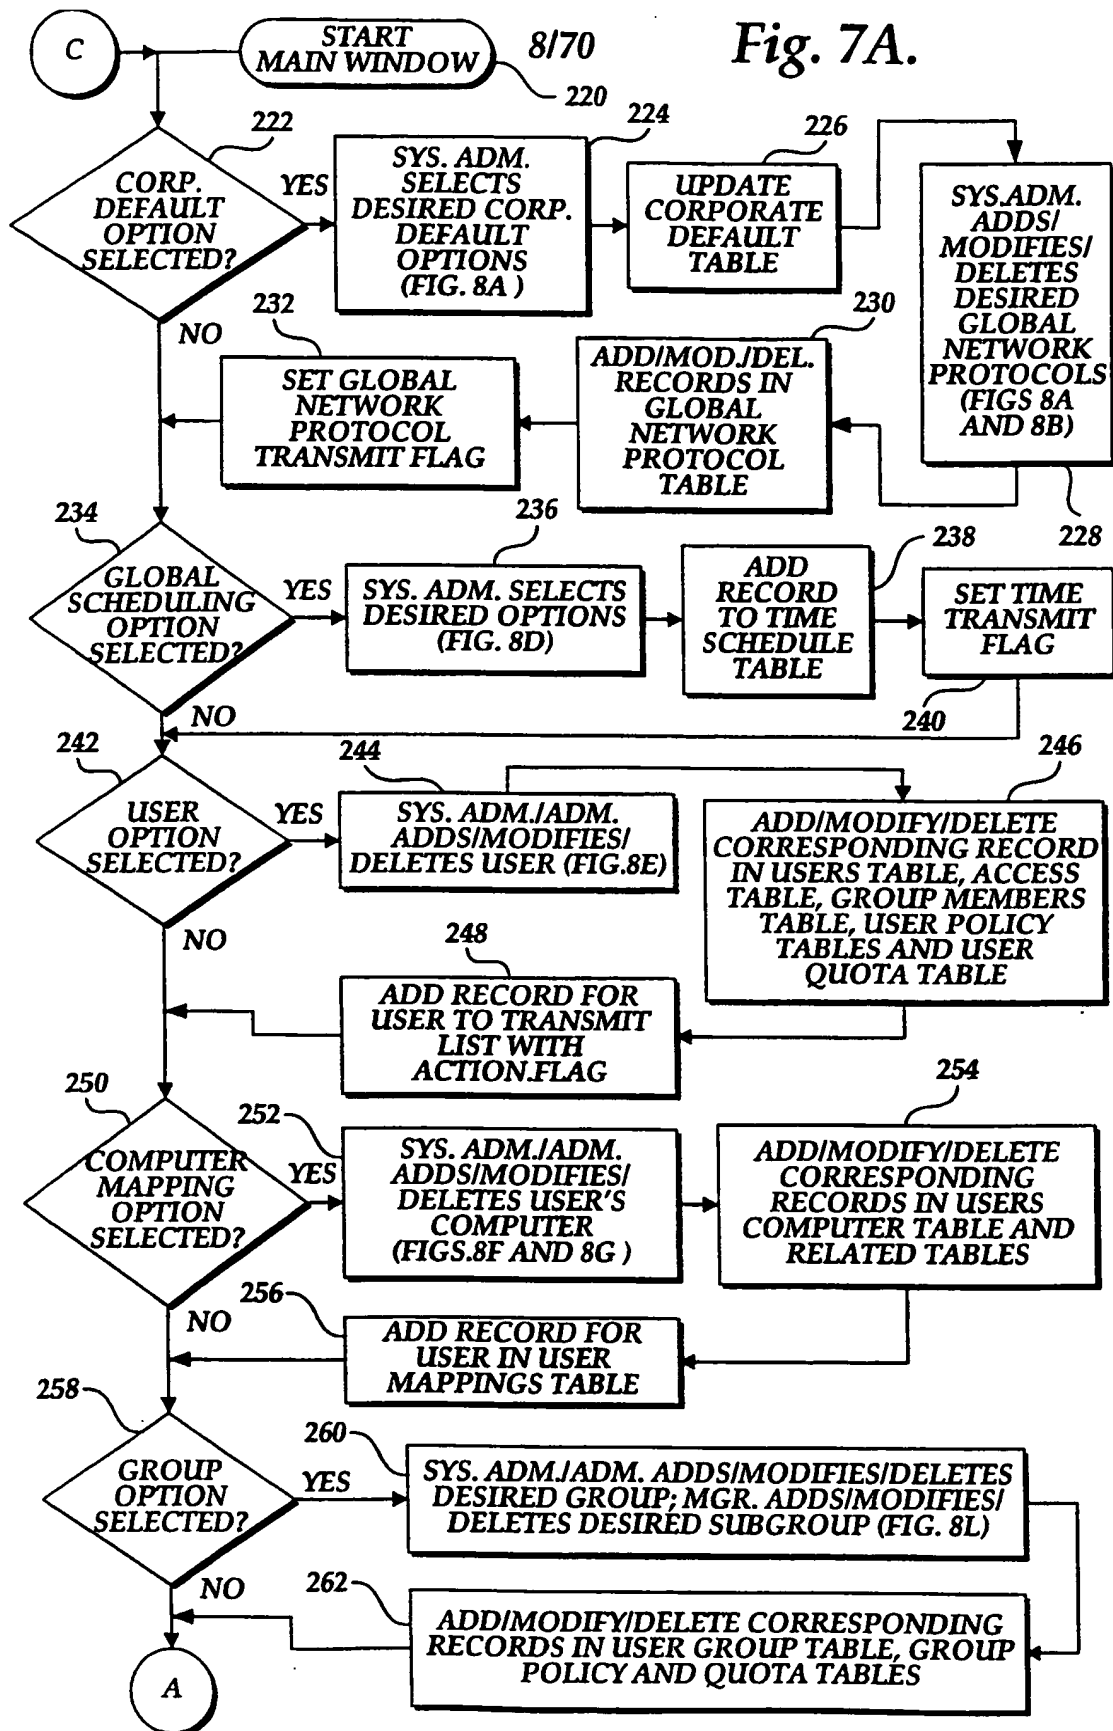 C
START
MAIN WINDOW
8/70
Fig. 7A.
220
222
CORP.
DEFAULT
OPTION
SELECTED?
YES
NO
224
SYS. ADM.
SELECTS
DESIRED CORP.
DEFAULT
OPTIONS
(FIG. 8A )
226
UPDATE
CORPORATE
DEFAULT
TABLE
SYS.ADM.
ADDS/
MODIFIES/
DELETES
DESIRED
GLOBAL
NETWORK
PROTOCOLS
(FIGS 8A
AND 8B)
228
230
ADD/MOD./DEL.
RECORDS IN
GLOBAL
NETWORK
PROTOCOL
TABLE
232
SET GLOBAL
NETWORK
PROTOCOL
TRANSMIT FLAG
234
GLOBAL
SCHEDULING
OPTION
SELECTED?
YES
NO
236
SYS. ADM. SELECTS
DESIRED OPTIONS
(FIG. 8D)
238
ADD
RECORD
TO TIME
SCHEDULE
TABLE
SET TIME
TRANSMIT
FLAG
240
242
USER
OPTION
SELECTED?
YES
NO
244
SYS. ADM./ADM.
ADDS/MODIFIES/
DELETES USER (FIG.8E)
246
ADD/MODIFY/DELETE
CORRESPONDING RECORD
IN USERS TABLE, ACCESS
TABLE, GROUP MEMBERS
TABLE, USER POLICY
TABLES AND USER
QUOTA TABLE
248
ADD RECORD FOR
USER TO TRANSMIT
LIST WITH
ACTION.FLAG
250
COMPUTER
MAPPING
OPTION
SELECTED?
YES
NO
252
SYS. ADM./ADM.
ADDS/MODIFIES/
DELETES USER'S
COMPUTER
(FIGS.8F AND 8G )
254
ADD/MODIFY/DELETE
CORRESPONDING
RECORDS IN USERS
COMPUTER TABLE AND
RELATED TABLES
256
ADD RECORD FOR
USER IN USER
MAPPINGS TABLE
258
GROUP
OPTION
SELECTED?
YES
NO
260
SYS. ADM./ADM. ADDS/MODIFIES/DELETES
DESIRED GROUP; MGR. ADDS/MODIFIES/
DELETES DESIRED SUBGROUP (FIG. 8L)
262
ADD/MODIFY/DELETE CORRESPONDING
RECORDS IN USER GROUP TABLE, GROUP
POLICY AND QUOTA TABLES
A